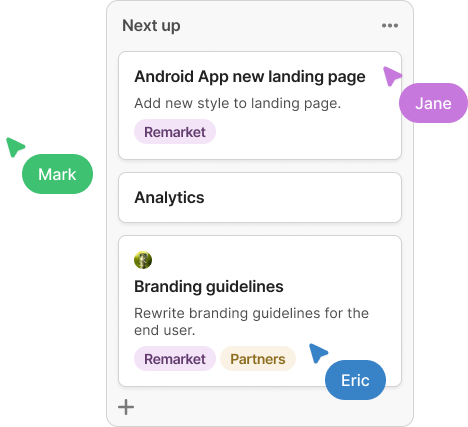 Next up
Android App new landing page
Jane
Add new style to landing page.
Remarket
Mark
Analytics
Branding guidelines
Rewrite branding guidelines for the
end user.
Remarket Partners
Eric